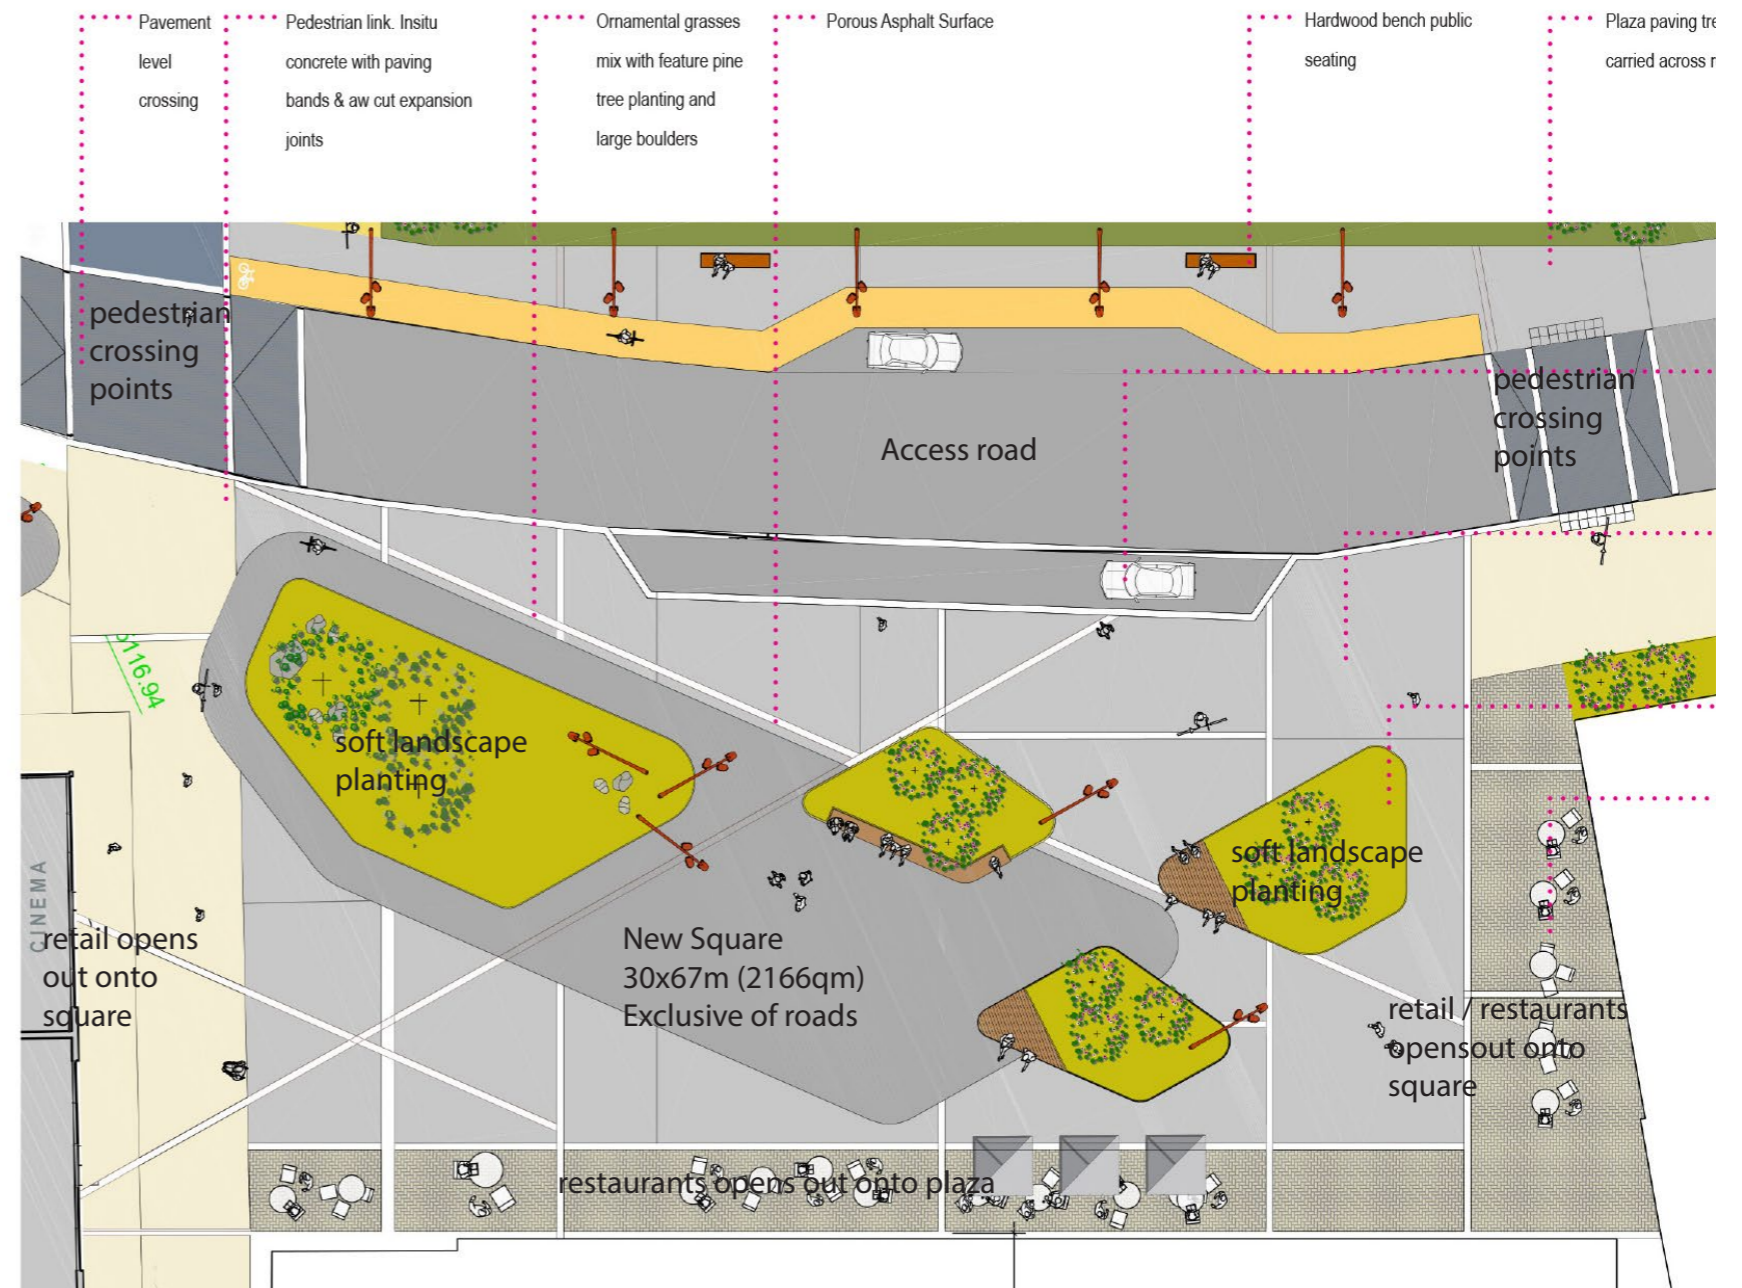 Pavement
level
crossing
Pedestrian link. Insitu
concrete with paving
bands & aw cut expansion
joints
Ornamental grasses
mix with feature pine
tree planting and
large boulders
Porous Asphalt Surface
Hardwood bench public
seating
Plaza paving
carried across
pedestrian
crossing
points
pedestrian
crossing
points
Access road
5116.94
soft landscape
planting
soft landscape
planting
CINEMA
retail opens
out onto
square
New Square
30x67m (2166qm)
Exclusive of roads
retail / restaurants
opensout onto
square
restaurants opens out onto plaza